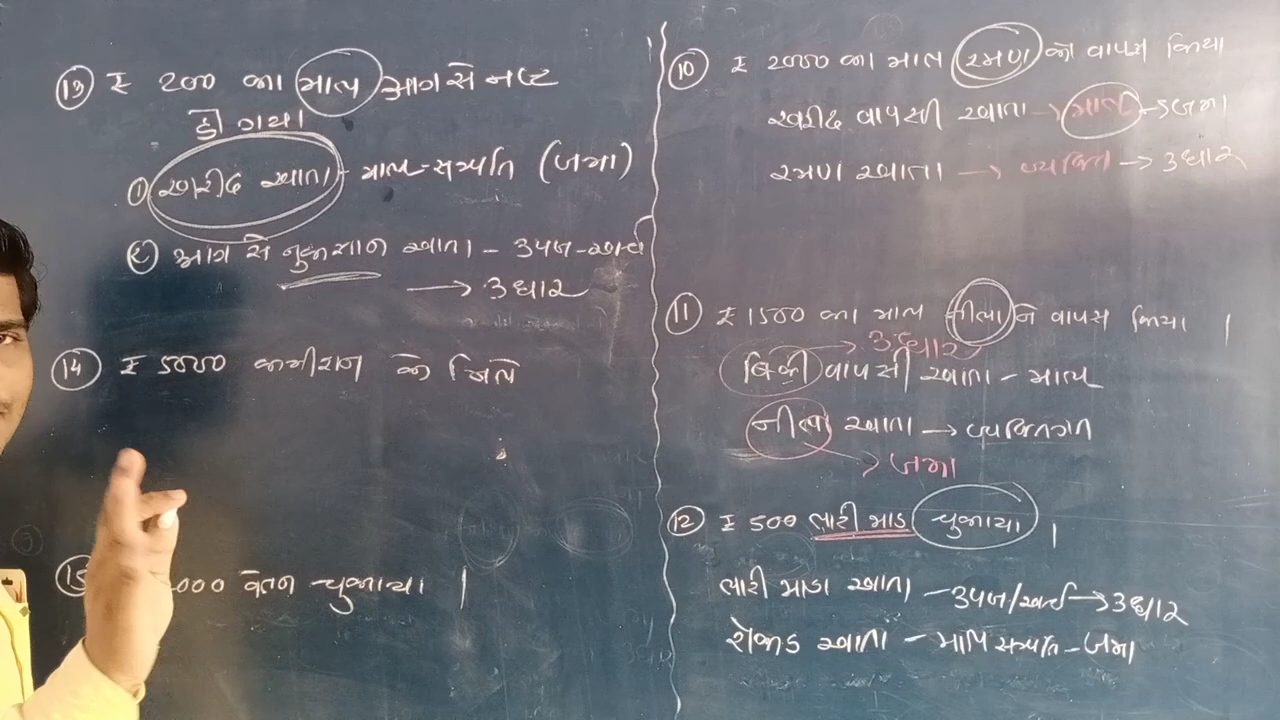 13 ₹ 200 का माल आग से नष्ट
हो गया।
① खरीद खाता - माल-सम्पति (जमा)
② आग से नुकशान खाता - उपज-खर्च
→ उधार
14 ₹ 5000 कमीशन के मिले
15 000 वेतन चुकाया।
10 ₹ 2000 का माल रमण को वापस किया
खरीद वापसी खाता → माल → जमा
रमण खाता → व्यक्ति → उधार
11 ₹ 1500 का माल नीला ने वापस किया।
→ उधार
बिक्री वापसी खाता - माल
नीला खाता → व्यक्तिगत
→ जमा
12 ₹ 500 लारी भाड़ चुकाया।
लारी भाडा खाता - उपज/खर्च → उधार
रोकड खाता - माल सम्पति - जमा